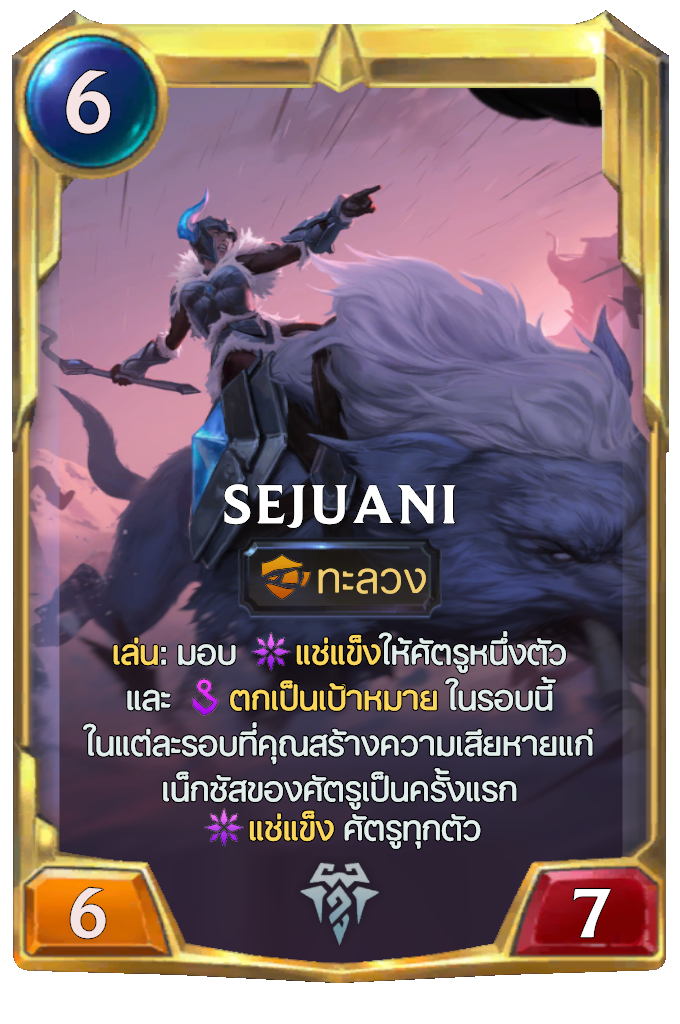 6
SEJUANI
ทะลวง
เล่น: มอบ แช่แข็งให้ศัตรูหนึ่งตัว
และ ตกเป็นเป้าหมาย ในรอบนี้
ในแต่ละรอบที่คุณสร้างความเสียหายแก่
เน็กซัสของศัตรูเป็นครั้งแรก
แช่แข็ง ศัตรูทุกตัว
6
7